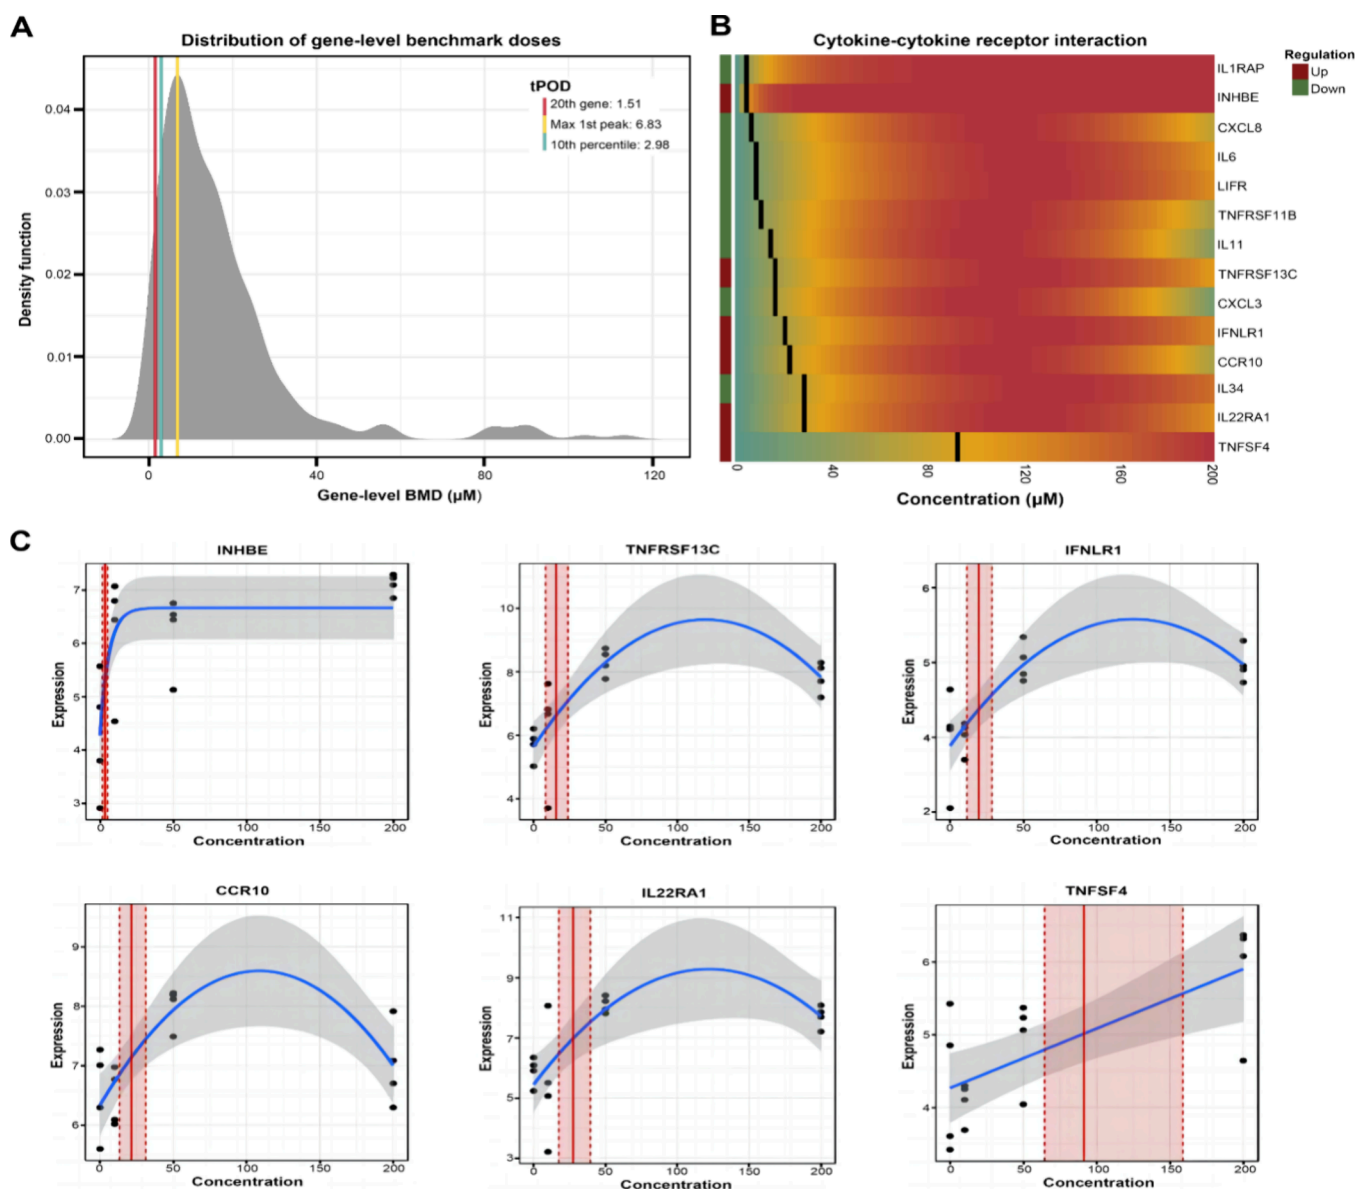 A
Distribution of gene-level benchmark doses
tPOD
20th gene: 1.51
Max 1st peak: 6.83
10th percentile: 2.98
0.04
0.03
0.02
0.01
0.00
Density function
0 40 80 120
Gene-level BMD (µM)
B
Cytokine-cytokine receptor interaction
Regulation
Up
Down
IL1RAP
INHBE
CXCL8
IL6
LIFR
TNFRSF11B
IL11
TNFRSF13C
CXCL3
IFNLR1
CCR10
IL34
IL22RA1
TNFSF4
0 40 80 120 160 200
Concentration (µM)
C
INHBE
7
6
5
4
3
Expression
0 50 100 150 200
Concentration
TNFRSF13C
10
8
6
4
Expression
0 50 100 150 200
Concentration
IFNLR1
6
5
4
2
Expression
0 50 100 150 200
Concentration
CCR10
9
8
7
6
Expression
0 50 100 150 200
Concentration
IL22RA1
11
9
7
5
3
Expression
0 50 100 150 200
Concentration
TNFSF4
6
5
4
Expression
0 50 100 150 200
Concentration